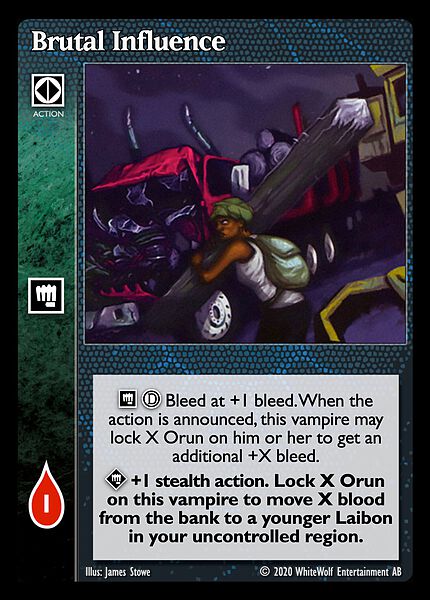 Brutal Influence
ACTION
D Bleed at +1 bleed.When the
action is announced, this vampire may
lock X Orun on him or her to get an
additional +X bleed.
+1 stealth action. Lock X Orun
on this vampire to move X blood
from the bank to a younger Laibon
in your uncontrolled region.
1
Illus: James Stowe
© 2020 WhiteWolf Entertainment AB